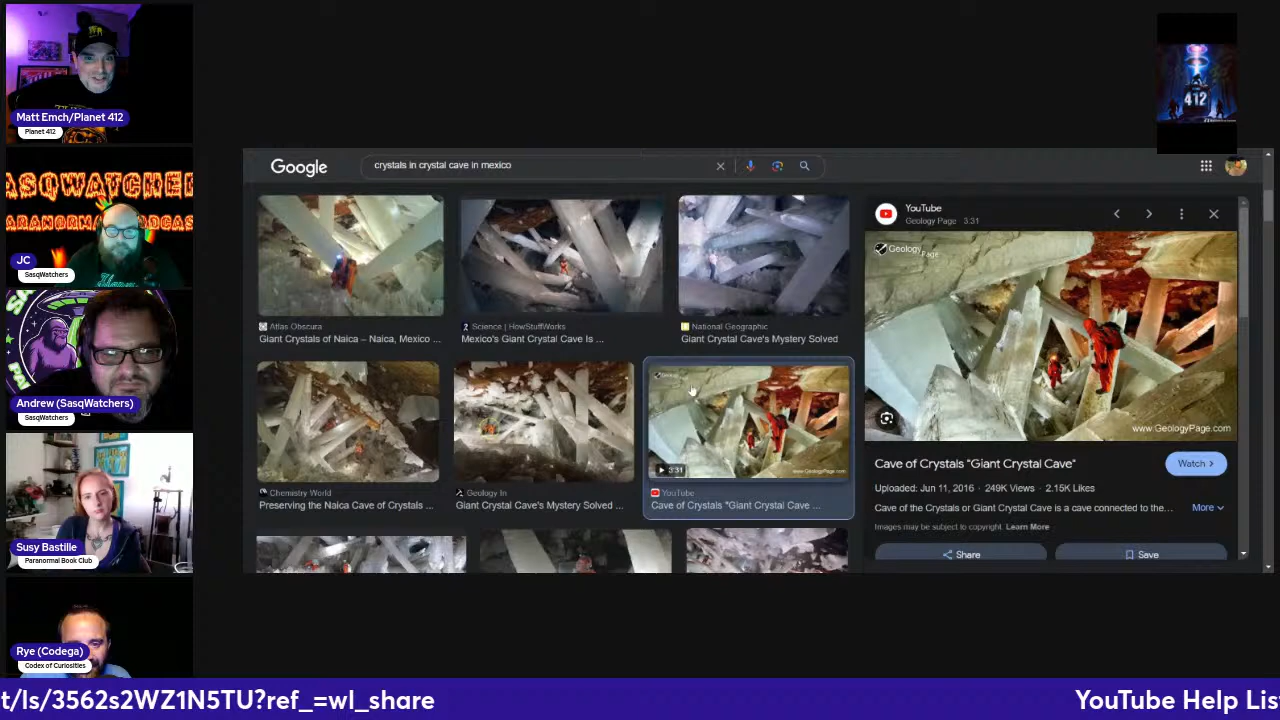 Matt Emch/Planet 412
Planet 412
SASQWATCHER
PARANORMAL PODCAS
JC
SasqWatchers
Andrew (SasqWatchers)
SasqWatchers
Susy Bastille
Paranormal Book Club
Rye (Codega)
Codex of Curiosities
412
Google
crystals in crystal cave in mexico
Atlas Obscura
Giant Crystals of Naica – Naica, Mexico ...
Science | HowStuffWorks
Mexico's Giant Crystal Cave Is ...
National Geographic
Giant Crystal Cave's Mystery Solved
Chemistry World
Preserving the Naica Cave of Crystals ...
Geology In
Giant Crystal Cave's Mystery Solved ...
3:31
www.GeologyPage.com
YouTube
Cave of Crystals "Giant Crystal Cave ...
YouTube
Geology Page · 3:31
Geology Page
www.GeologyPage.com
Cave of Crystals "Giant Crystal Cave"
Watch
Uploaded: Jun 11, 2016 · 249K Views · 2.15K Likes
Cave of the Crystals or Giant Crystal Cave is a cave connected to the...
More
Images may be subject to copyright. Learn More
Share
Save
t/ls/3562s2WZ1N5TU?ref_=wl_share
YouTube Help Lis